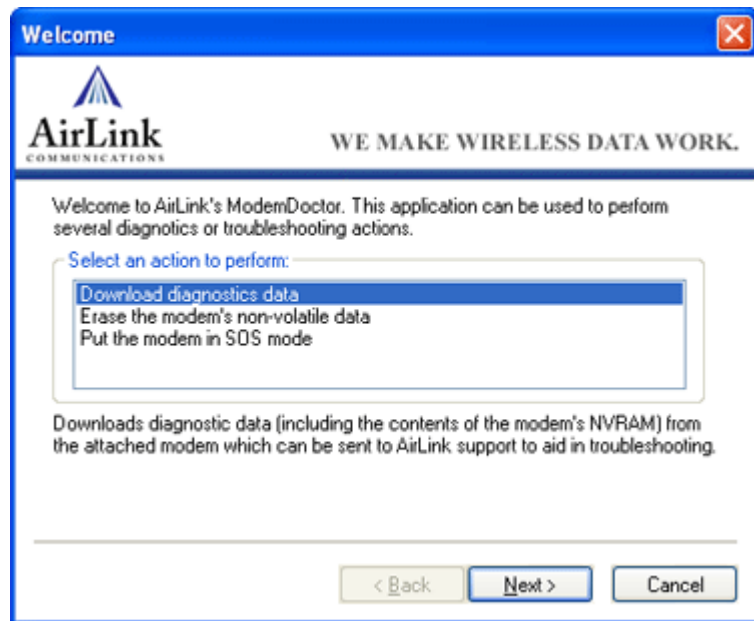 Welcome
AirLink
COMMUNICATIONS
WE MAKE WIRELESS DATA WORK.
Welcome to AirLink's ModemDoctor. This application can be used to perform
several diagnotics or troubleshooting actions.
Select an action to perform:
Download diagnostics data
Erase the modem's non-volatile data
Put the modem in SOS mode
Downloads diagnostic data (including the contents of the modem's NVRAM) from
the attached modem which can be sent to AirLink support to aid in troubleshooting.
< Back
Next >
Cancel